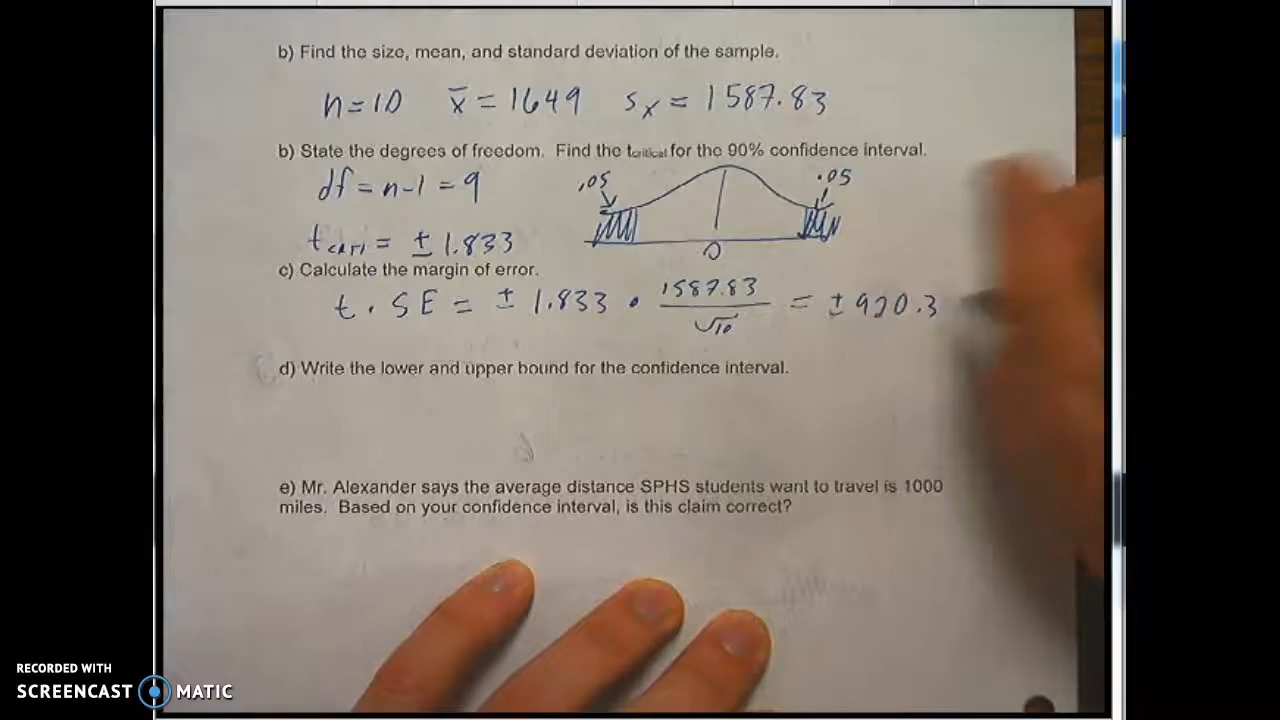 b) Find the size, mean, and standard deviation of the sample.
n=10 x̄ = 1649 Sx = 1587.83
b) State the degrees of freedom. Find the tcritical for the 90% confidence interval.
df = n-1 = 9
.05 .05
tcrit = ± 1.833
0
c) Calculate the margin of error.
t · SE = ± 1.833 · 1587.83 / √10 = ± 920.3
d) Write the lower and upper bound for the confidence interval.
e) Mr. Alexander says the average distance SPHS students want to travel is 1000
miles. Based on your confidence interval, is this claim correct?
RECORDED WITH
SCREENCAST MATIC